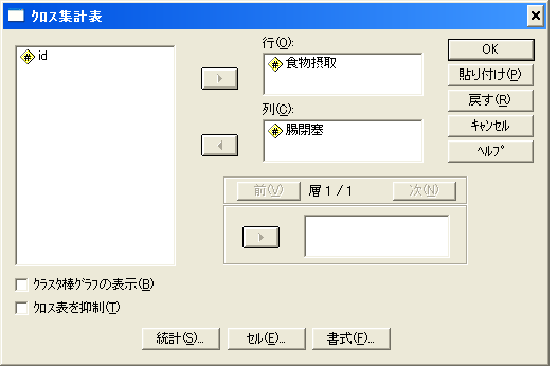 クロス集計表
id
行(O):
食物摂取
列(C):
腸閉塞
OK
貼り付け(P)
戻す(R)
キャンセル
ヘルプ
前(V)
層 1 / 1
次(N)
クラスタ棒グラフの表示(B)
クロス表を抑制(T)
統計(S)...
セル(E)...
書式(F)...